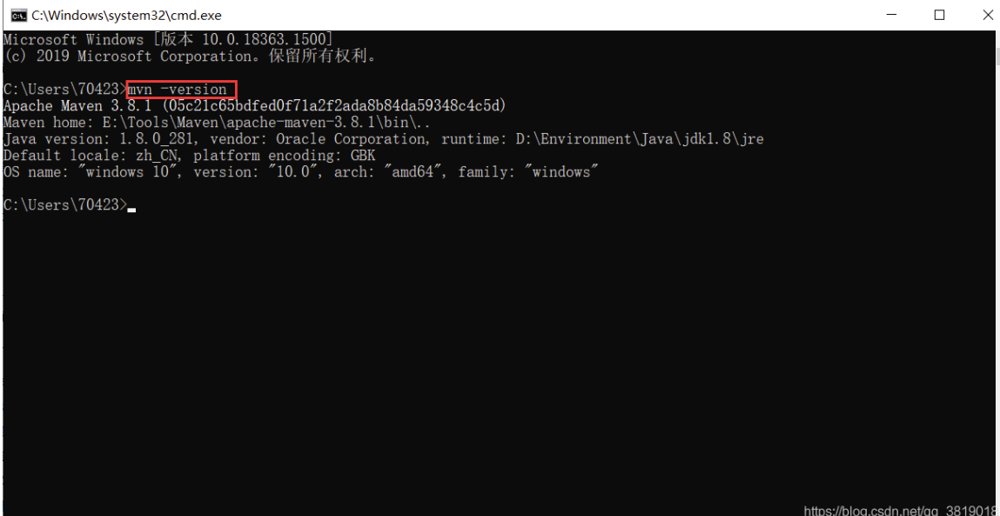 C:\Windows\system32\cmd.exe
Microsoft Windows [版本 10.0.18363.1500]
(c) 2019 Microsoft Corporation。保留所有权利。
C:\Users\70423>mvn -version
Apache Maven 3.8.1 (05c21c65bdfed0f71a2f2ada8b84da59348c4c5d)
Maven home: E:\Tools\Maven\apache-maven-3.8.1\bin\..
Java version: 1.8.0_281, vendor: Oracle Corporation, runtime: D:\Environment\Java\jdk1.8\jre
Default locale: zh_CN, platform encoding: GBK
OS name: "windows 10", version: "10.0", arch: "amd64", family: "windows"
C:\Users\70423>
https://blog.csdn.net/qq_3819018